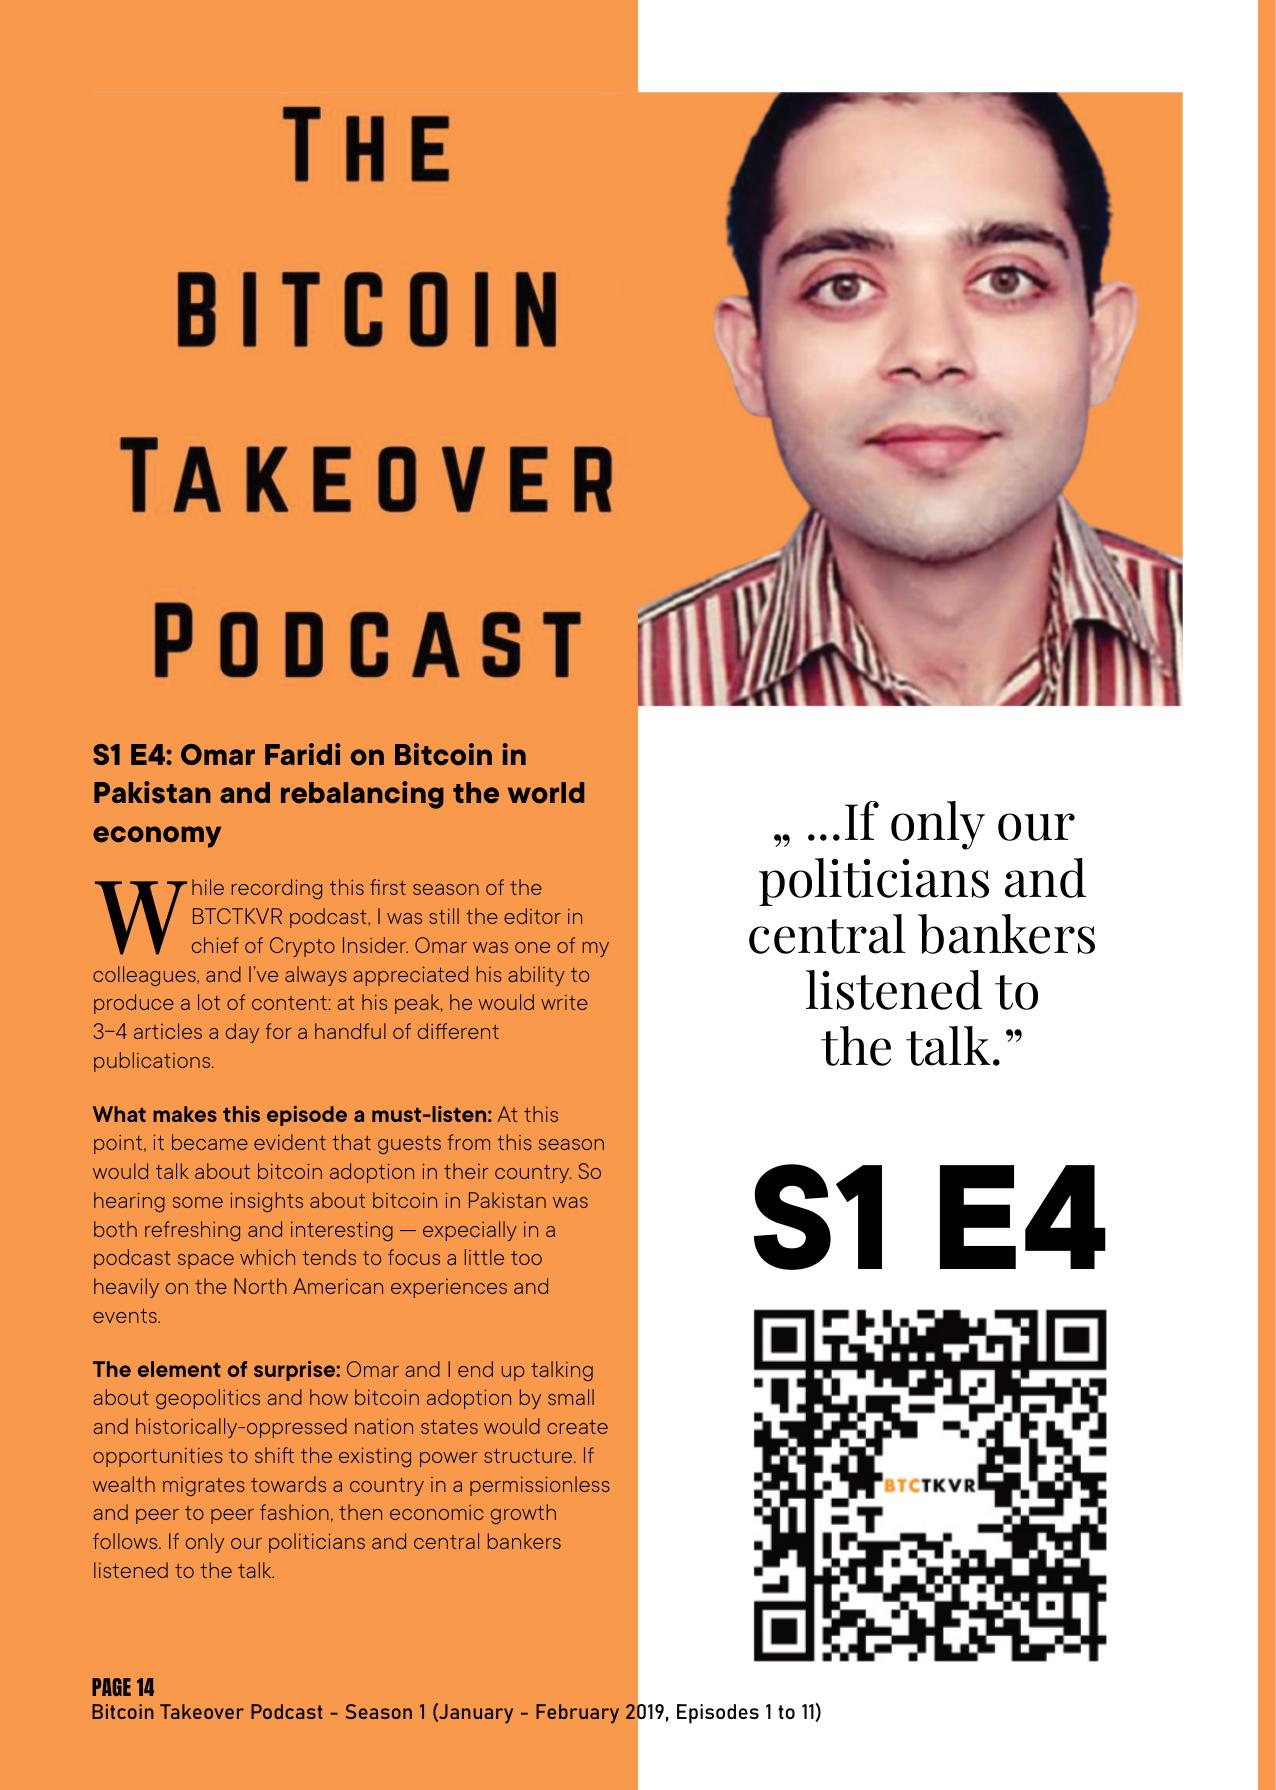 THE
BITCOIN
TAKEOVER
PODCAST
S1 E4: Omar Faridi on Bitcoin in
Pakistan and rebalancing the world
economy
While recording this first season of the
BTCTKVR podcast, I was still the editor in
chief of Crypto Insider. Omar was one of my
colleagues, and I've always appreciated his ability to
produce a lot of content: at his peak, he would write
3–4 articles a day for a handful of different
publications.
What makes this episode a must-listen: At this
point, it became evident that guests from this season
would talk about bitcoin adoption in their country. So
hearing some insights about bitcoin in Pakistan was
both refreshing and interesting — expecially in a
podcast space which tends to focus a little too
heavily on the North American experiences and
events.
The element of surprise: Omar and I end up talking
about geopolitics and how bitcoin adoption by small
and historically-oppressed nation states would create
opportunities to shift the existing power structure. If
wealth migrates towards a country in a permissionless
and peer to peer fashion, then economic growth
follows. If only our politicians and central bankers
listened to the talk.
„ ...If only our
politicians and
central bankers
listened to
the talk.”
S1 E4
BTCTKVR
PAGE 14
Bitcoin Takeover Podcast - Season 1 (January - February 2019, Episodes 1 to 11)